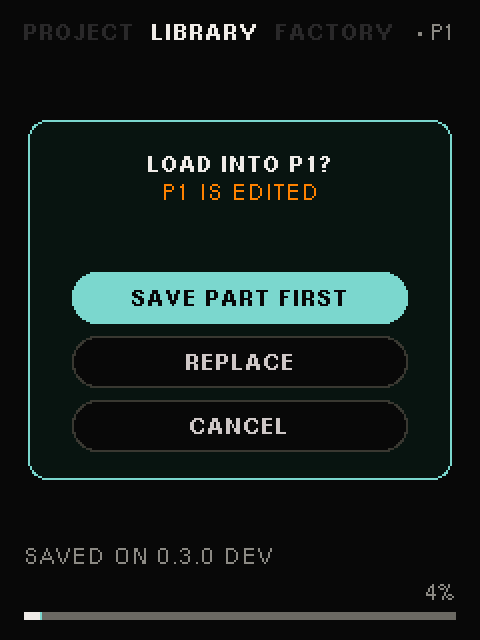 PROJECT LIBRARY FACTORY • P1
LOAD INTO P1?
P1 IS EDITED
SAVE PART FIRST
REPLACE
CANCEL
SAVED ON 0.3.0 DEV
4%